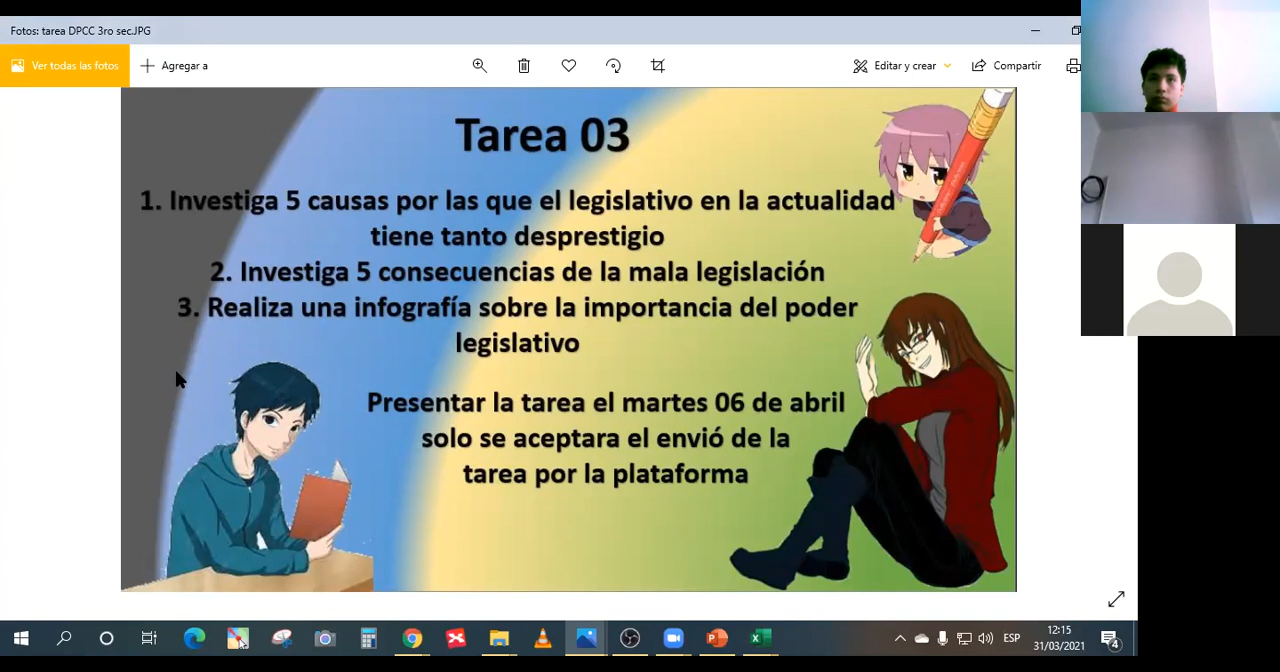 Fotos: tarea DPCC 3ro sec.JPG
Ver todas las fotos
Agregar a
Editar y crear
Compartir
Tarea 03
1. Investiga 5 causas por las que el legislativo en la actualidad
tiene tanto desprestigio
2. Investiga 5 consecuencias de la mala legislación
3. Realiza una infografía sobre la importancia del poder
legislativo
Presentar la tarea el martes 06 de abril
solo se aceptara el envió de la
tarea por la plataforma
ESP
12:15
31/03/2021
4